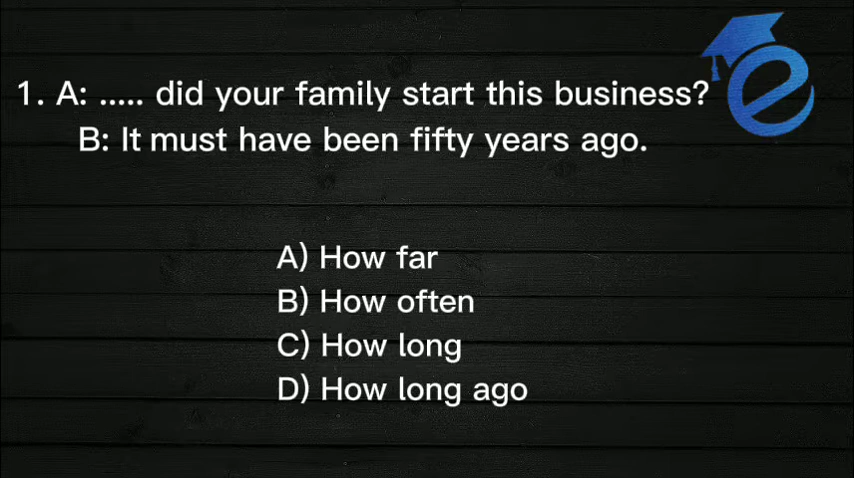 1. A: ..... did your family start this business?
B: It must have been fifty years ago.
A) How far
B) How often
C) How long
D) How long ago